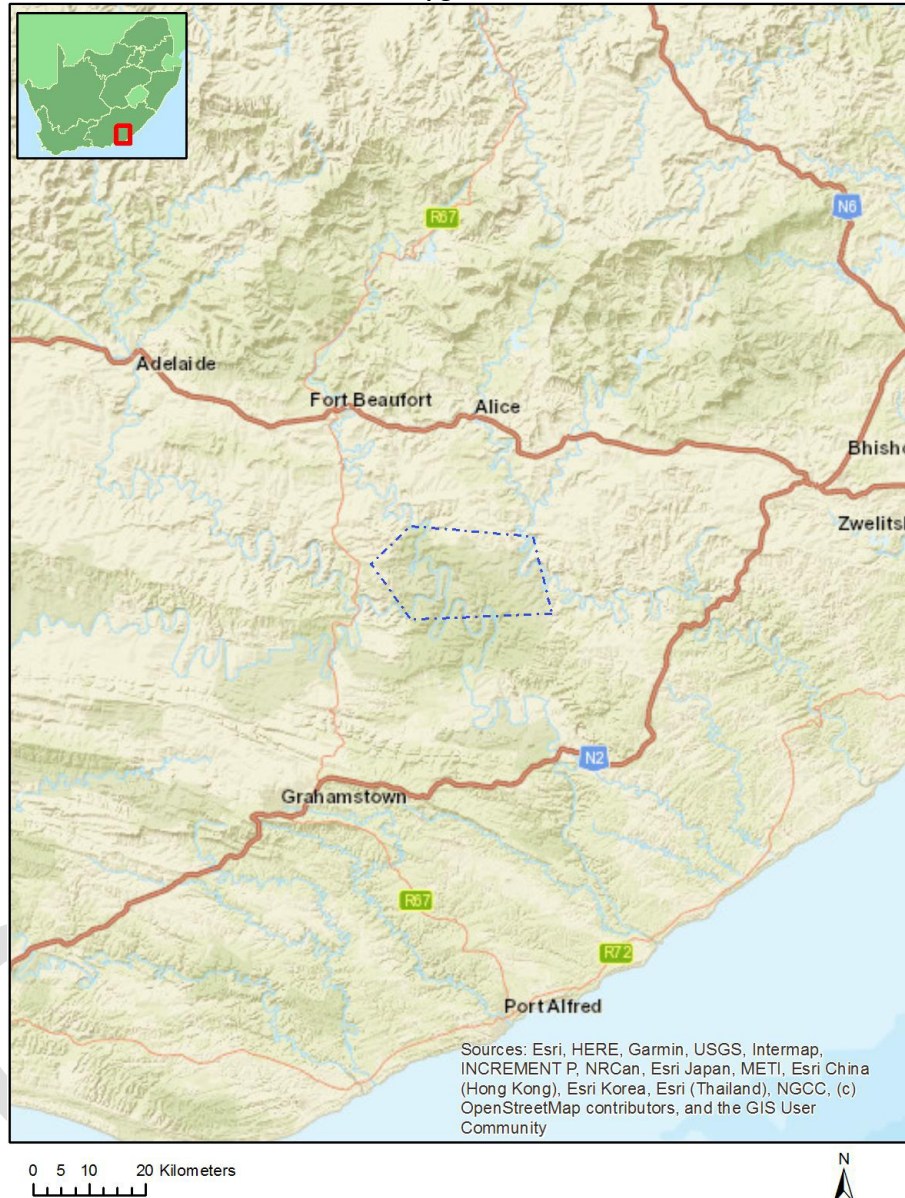 R67
N6
Adelaide
Fort Beaufort
Alice
Bhisho
Zwelitsh
N2
Grahamstown
R67
R72
Port Alfred
Sources: Esri, HERE, Garmin, USGS, Intermap,
INCREMENT P, NRCan, Esri Japan, METI, Esri China
(Hong Kong), Esri Korea, Esri (Thailand), NGCC, (c)
OpenStreetMap contributors, and the GIS User
Community
0 5 10 20 Kilometers
N